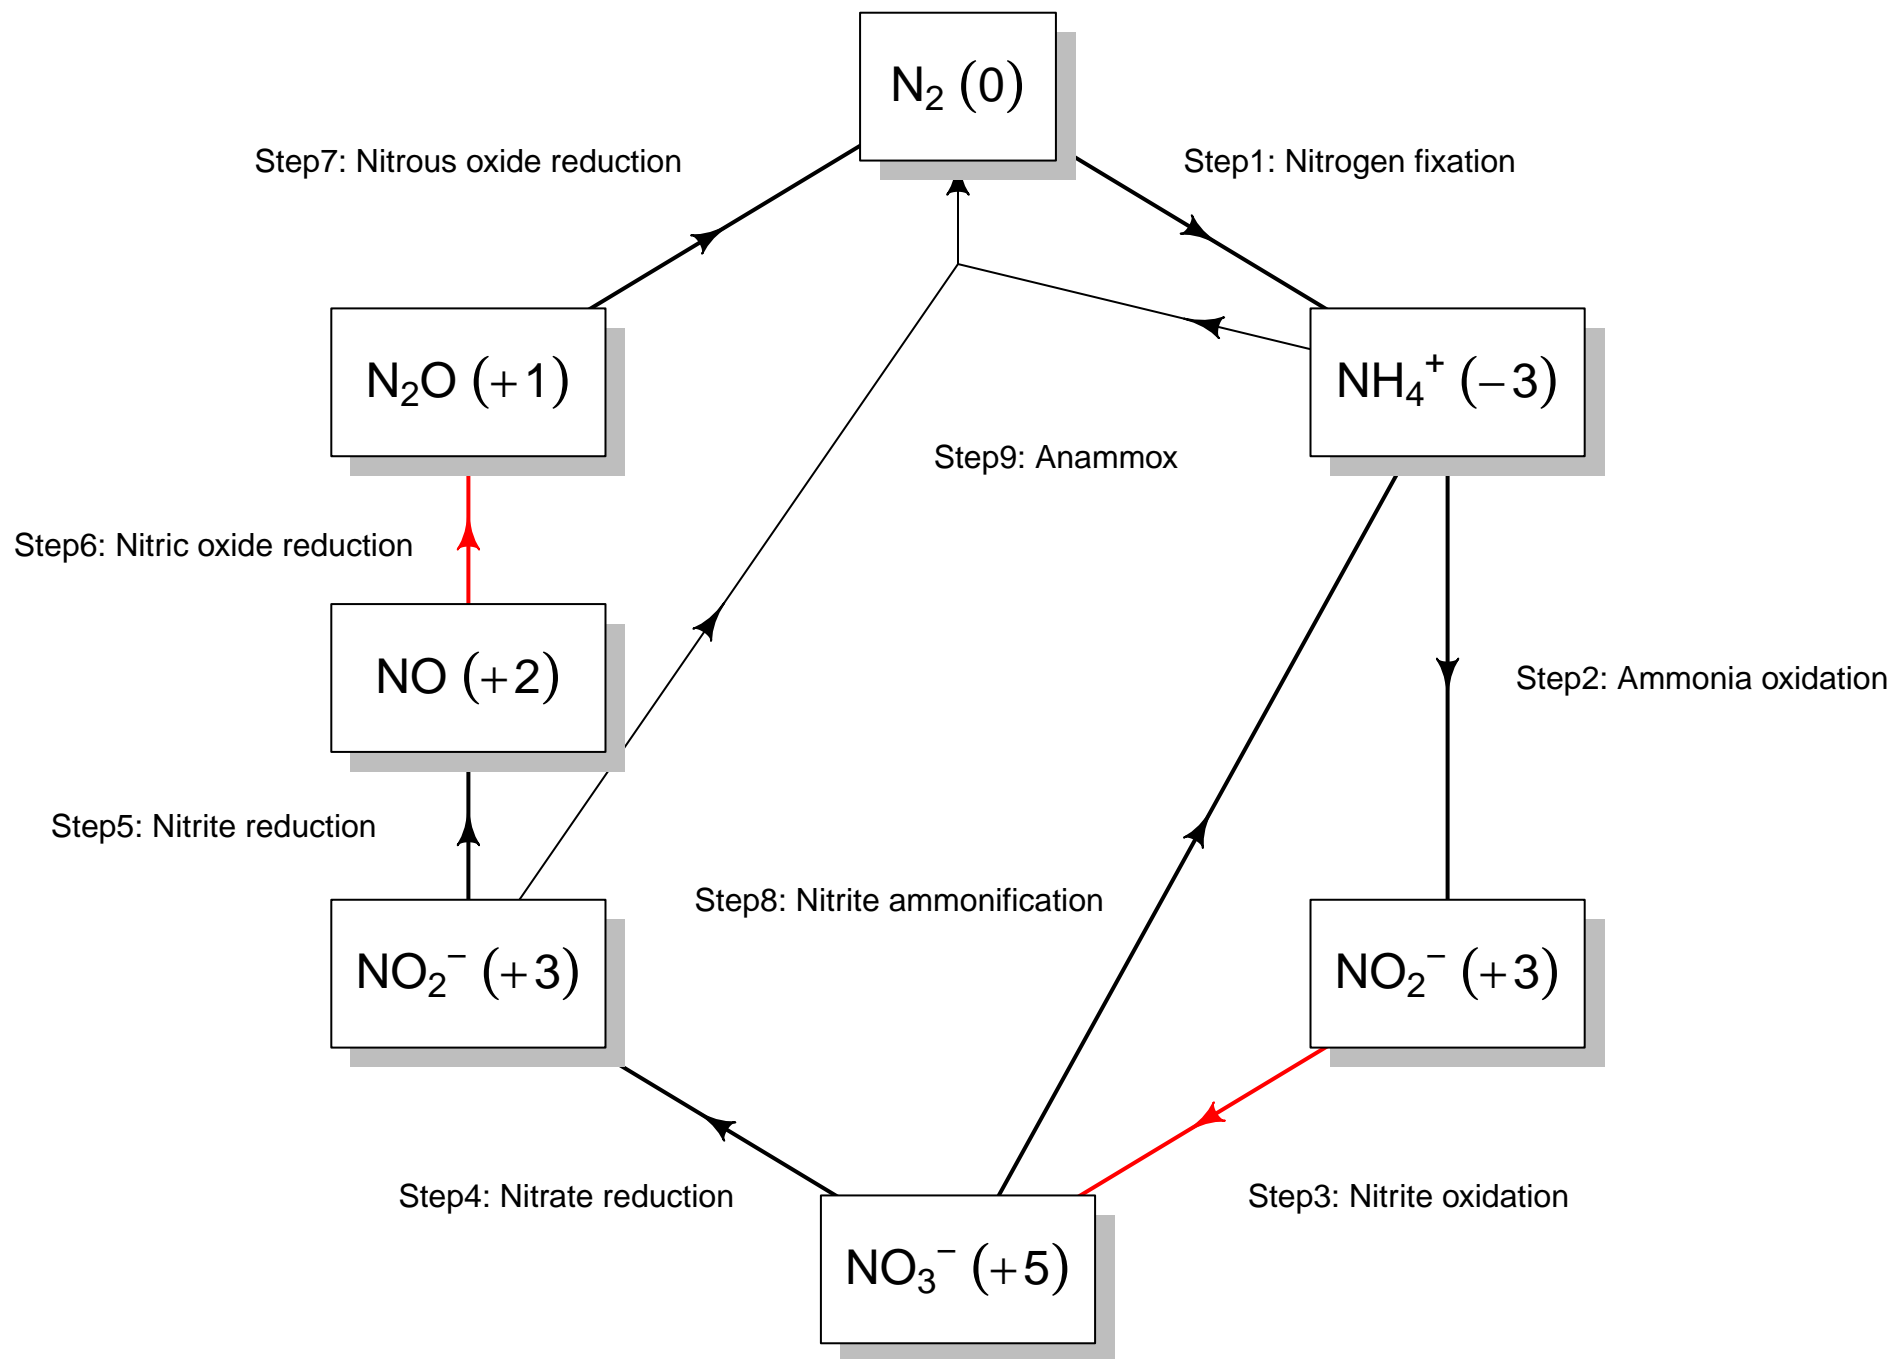 N₂ (0)
Step7: Nitrous oxide reduction
Step1: Nitrogen fixation
N₂O (+1)
NH₄⁺ (−3)
Step9: Anammox
Step6: Nitric oxide reduction
NO (+2)
Step2: Ammonia oxidation
Step5: Nitrite reduction
Step8: Nitrite ammonification
NO₂⁻ (+3)
NO₂⁻ (+3)
Step4: Nitrate reduction
Step3: Nitrite oxidation
NO₃⁻ (+5)